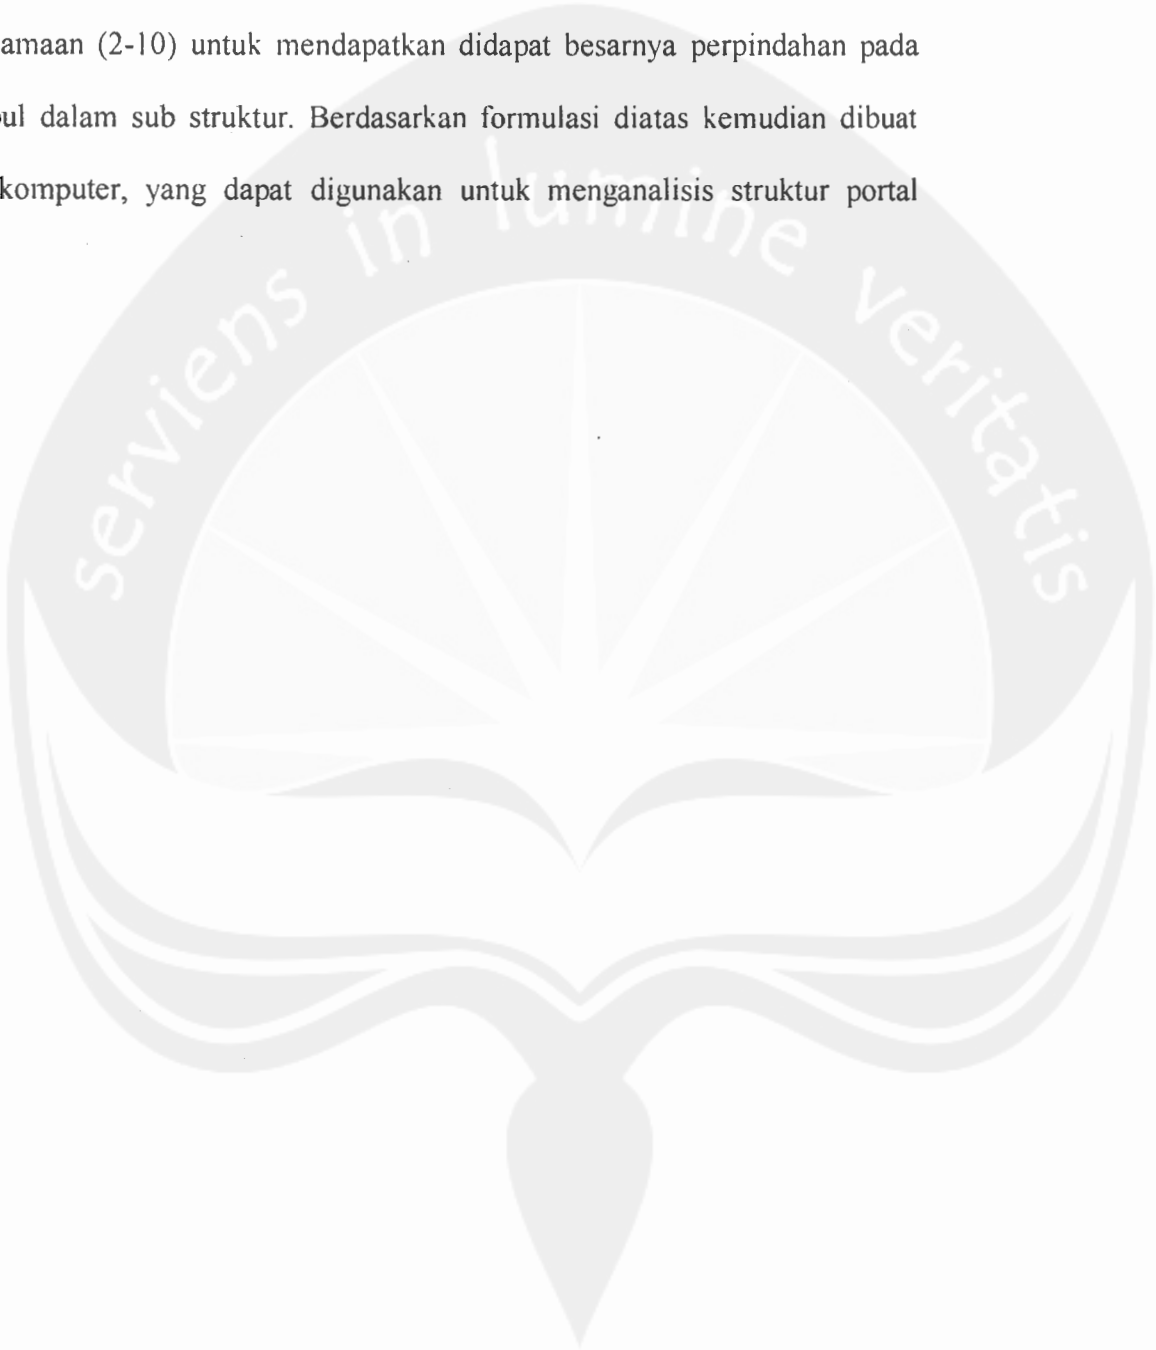 amaan (2-10) untuk mendapatkan didapat besarnya perpindahan pada
ul dalam sub struktur. Berdasarkan formulasi diatas kemudian dibuat
komputer, yang dapat digunakan untuk menganalisis struktur portal
serviens in lumine veritatis